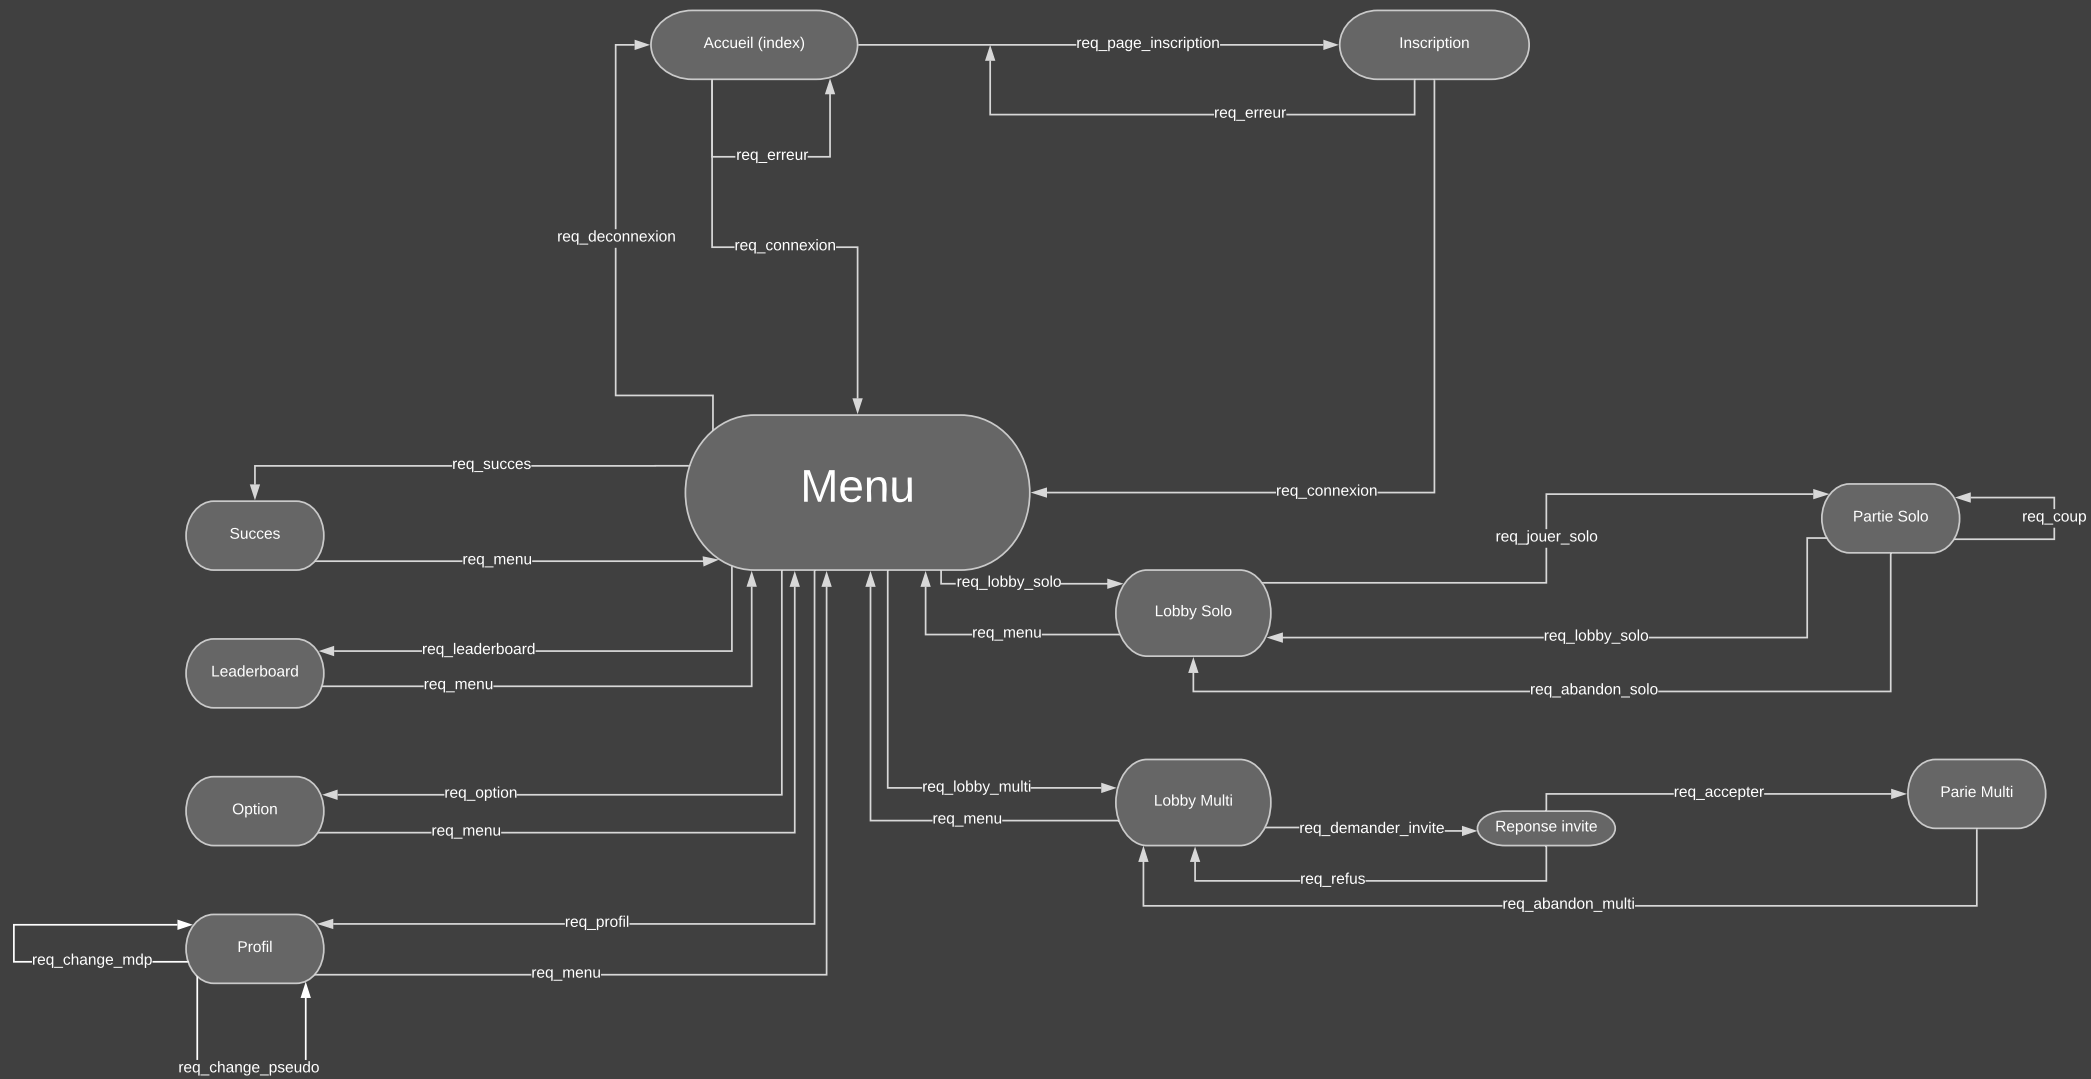 Accueil (index)
req_page_inscription
Inscription
req_erreur
req_erreur
req_deconnexion
req_connexion
Menu
req_succes
req_connexion
Succes
req_menu
Partie Solo
req_coup
req_jouer_solo
req_lobby_solo
Lobby Solo
req_menu
req_lobby_solo
req_leaderboard
Leaderboard
req_menu
req_abandon_solo
req_option
Option
req_menu
req_lobby_multi
req_menu
Lobby Multi
req_demander_invite
Reponse invite
req_accepter
Parie Multi
req_refus
req_abandon_multi
req_profil
Profil
req_change_mdp
req_menu
req_change_pseudo